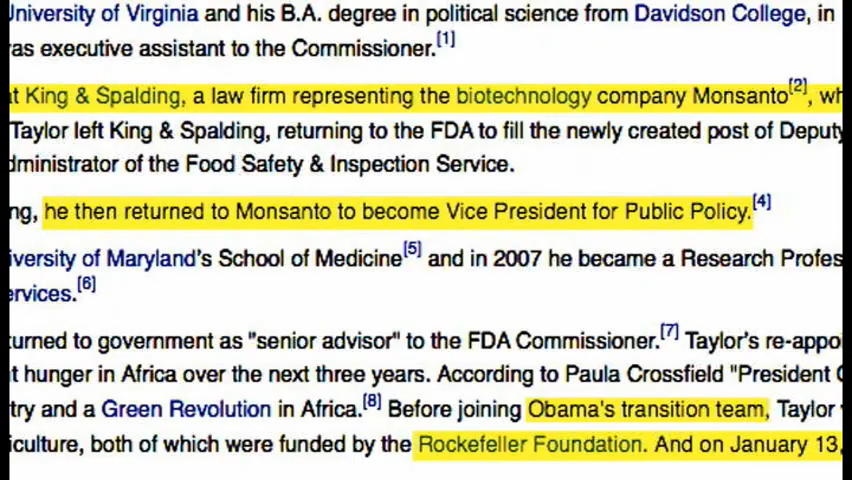 University of Virginia and his B.A. degree in political science from Davidson College, in
was executive assistant to the Commissioner.[1]
at King & Spalding, a law firm representing the biotechnology company Monsanto[2], wh
Taylor left King & Spalding, returning to the FDA to fill the newly created post of Deputy
dministrator of the Food Safety & Inspection Service.
ng, he then returned to Monsanto to become Vice President for Public Policy.[4]
iversity of Maryland's School of Medicine[5] and in 2007 he became a Research Profes
ervices.[6]
turned to government as "senior advisor" to the FDA Commissioner.[7] Taylor's re-appoi
t hunger in Africa over the next three years. According to Paula Crossfield "President
try and a Green Revolution in Africa.[8] Before joining Obama's transition team, Taylor
iculture, both of which were funded by the Rockefeller Foundation. And on January 13,